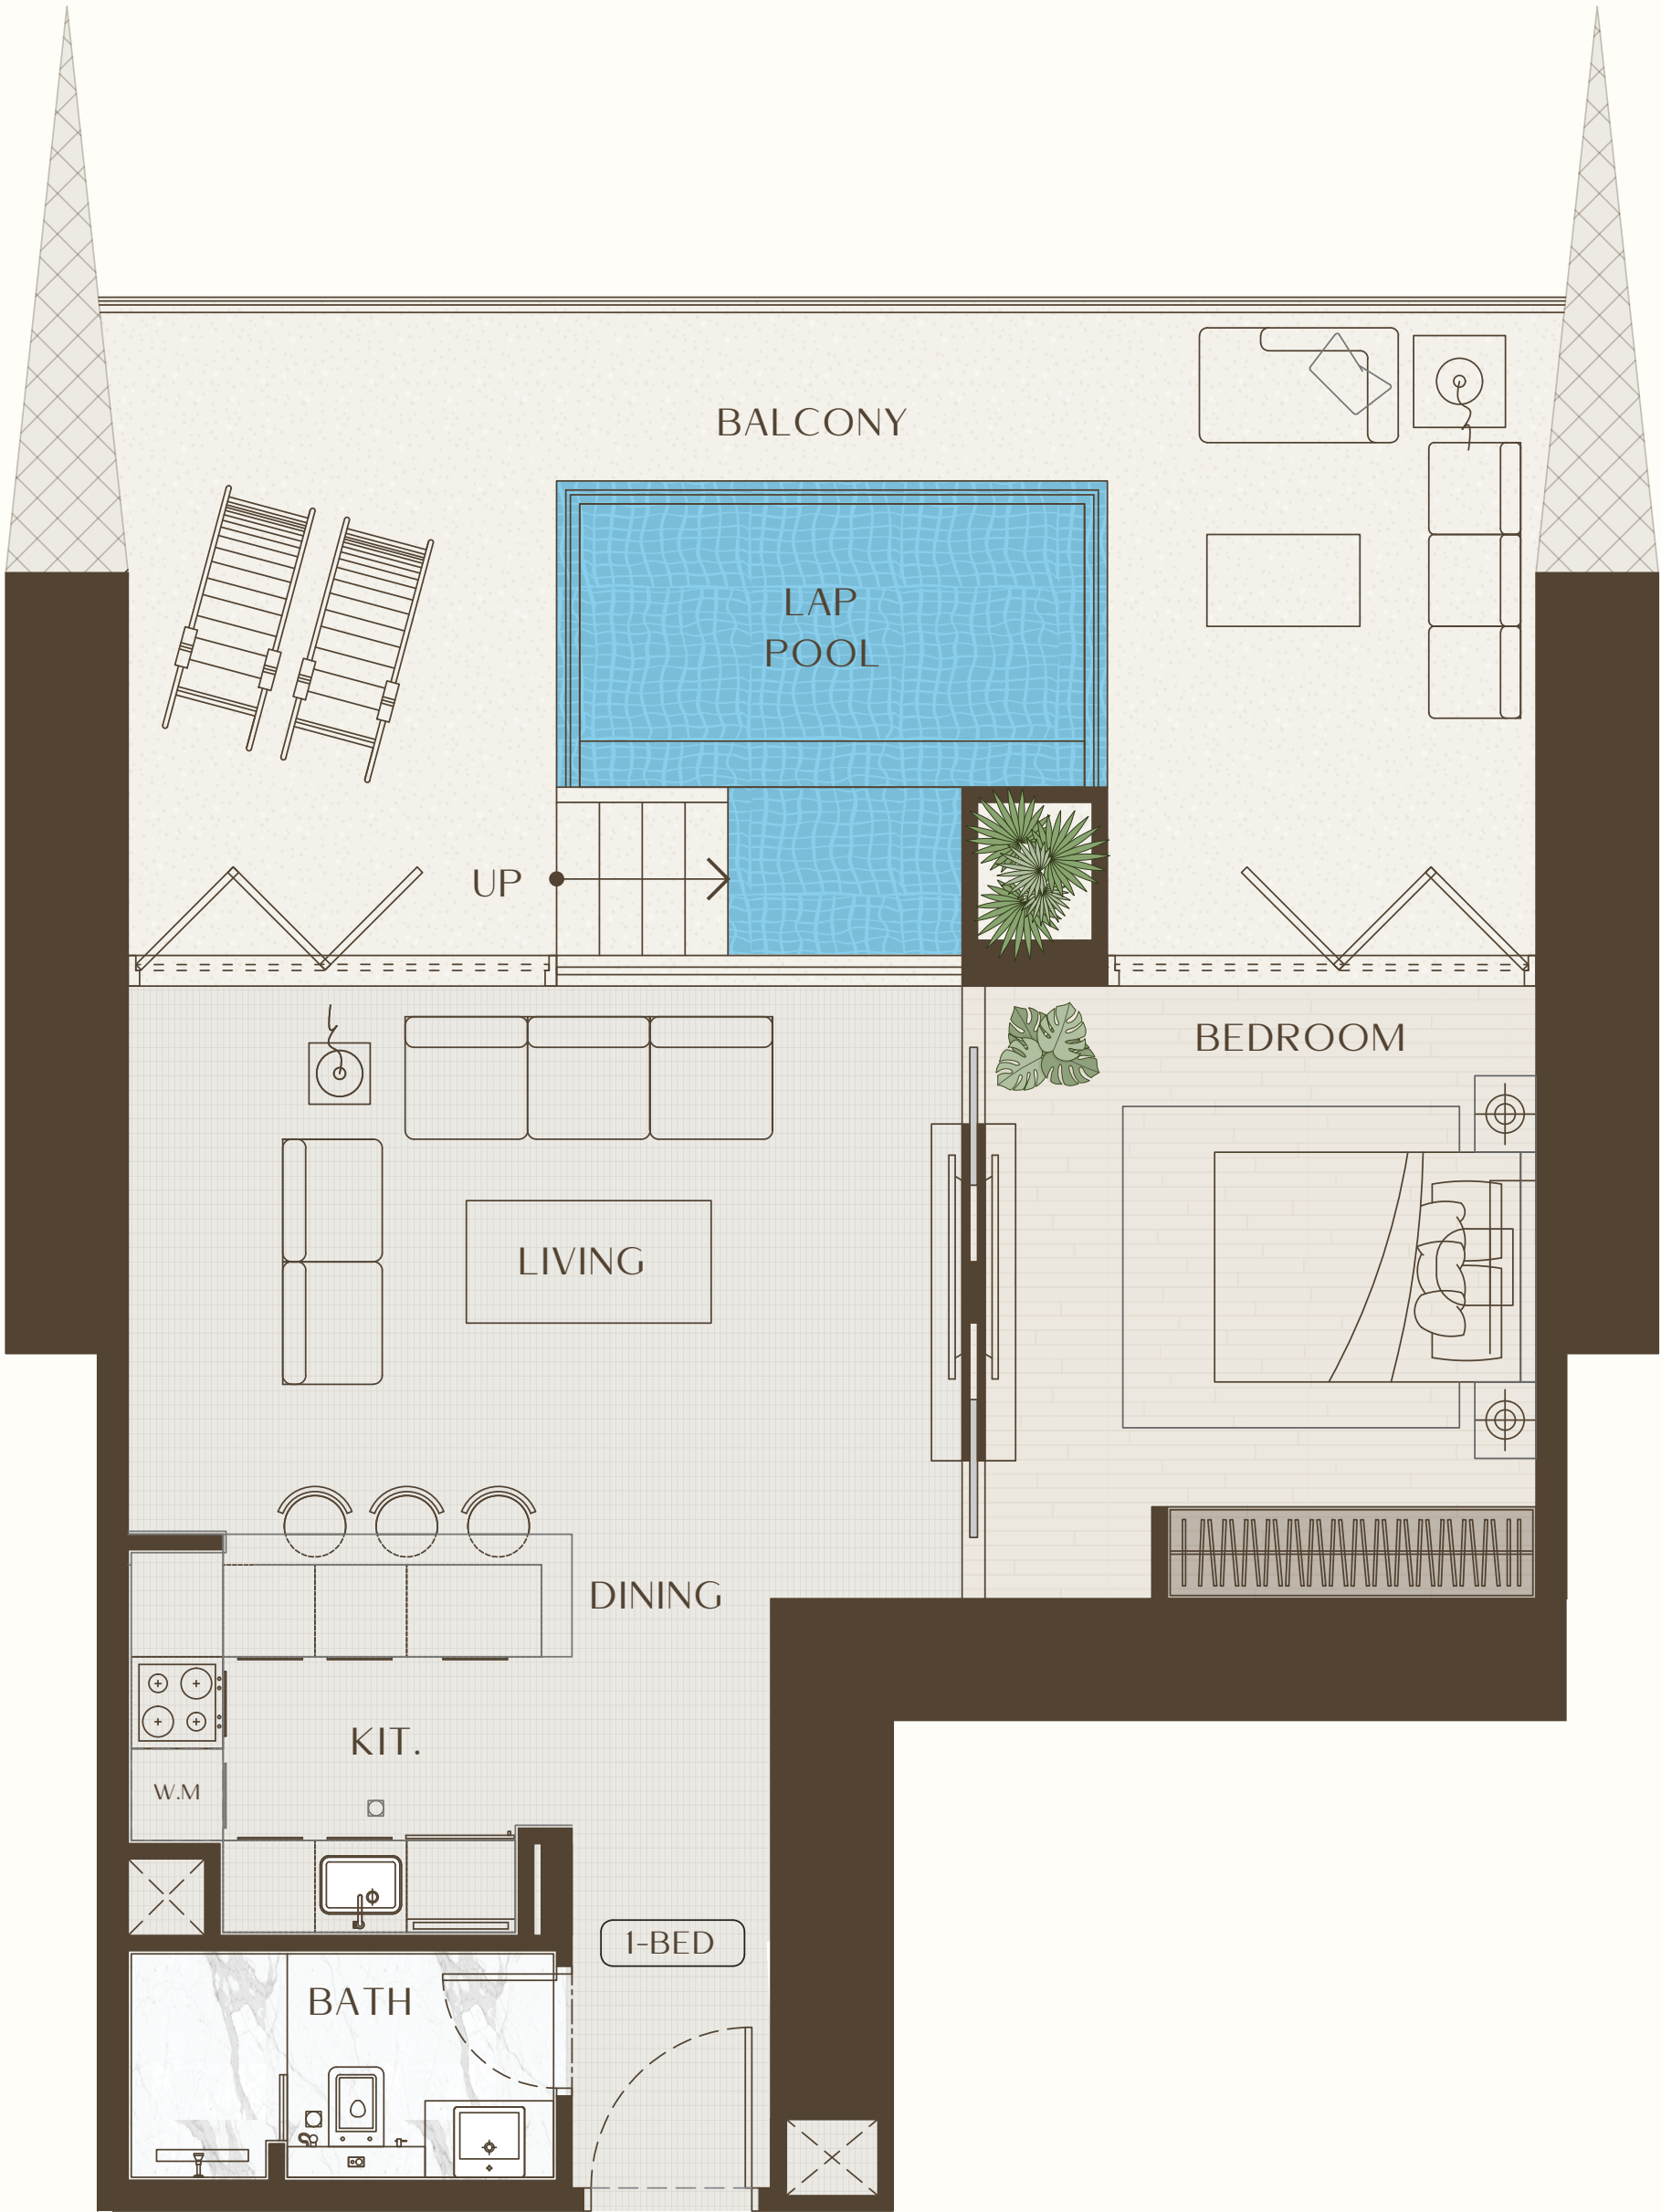 BALCONY
LAP
POOL
UP
BEDROOM
LIVING
DINING
KIT.
W.M
1-BED
BATH